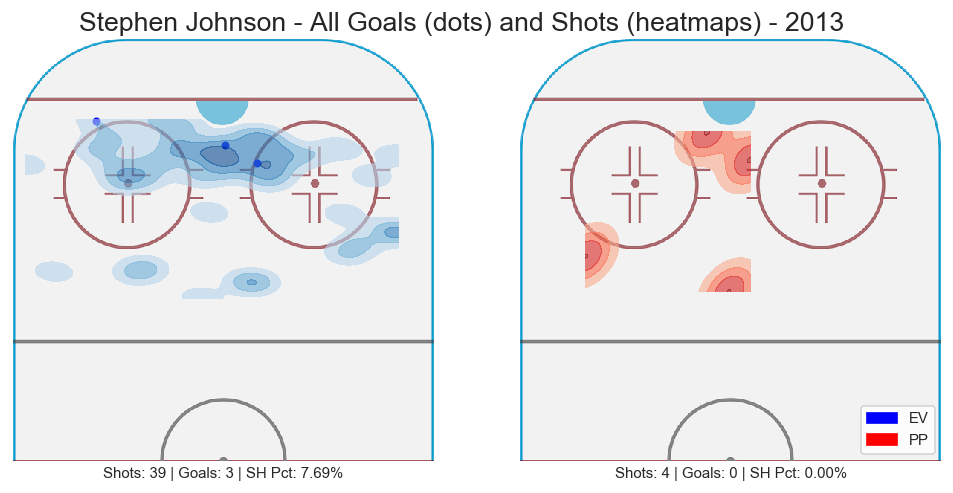 Stephen Johnson - All Goals (dots) and Shots (heatmaps) - 2013
EV
PP
Shots: 39 | Goals: 3 | SH Pct: 7.69%
Shots: 4 | Goals: 0 | SH Pct: 0.00%